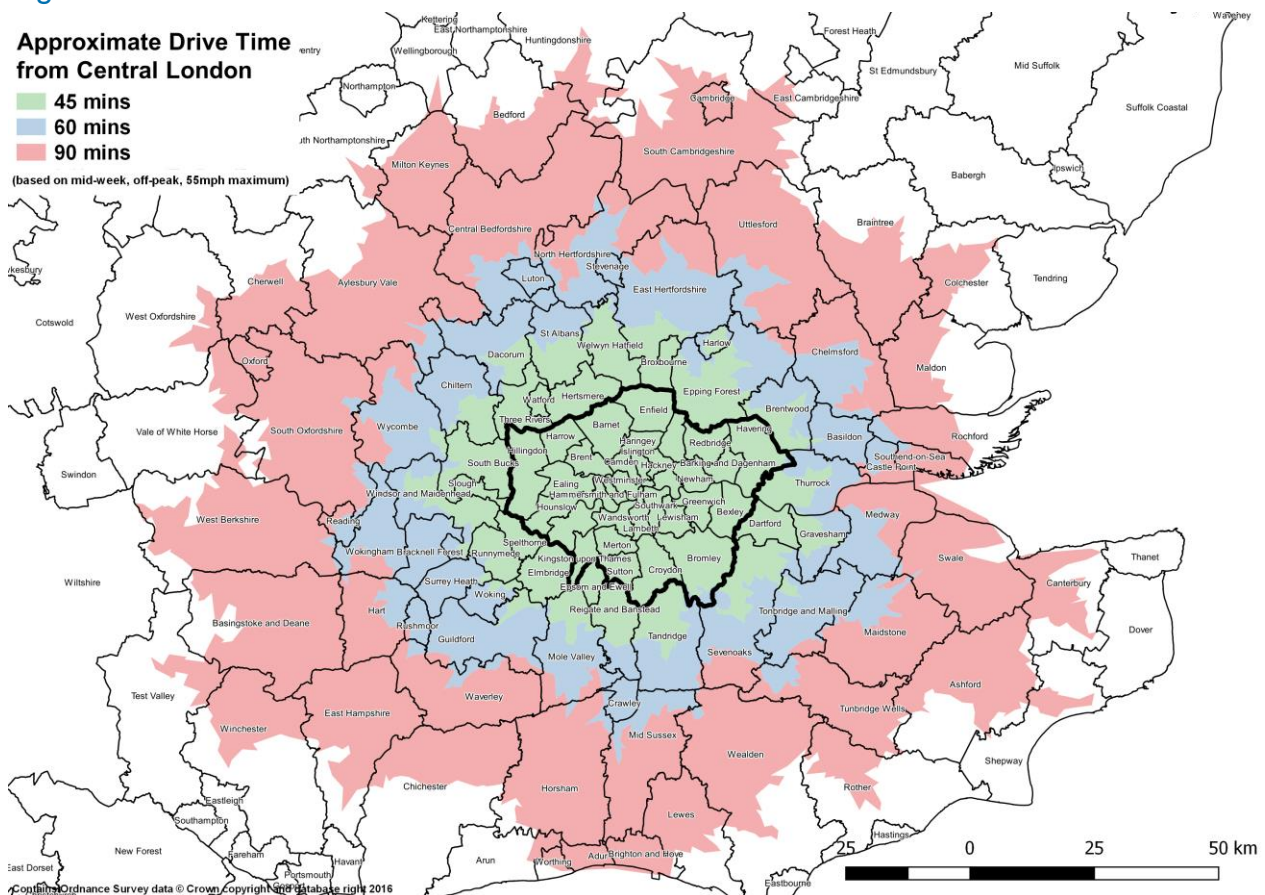 Approximate Drive Time
from Central London
45 mins
60 mins
90 mins
(based on mid-week, off-peak, 55mph maximum)
Kettering
East Northamptonshire
Wellingborough
Huntingdonshire
Forest Heath
Waveney
St Edmundsbury
Mid Suffolk
Suffolk Coastal
Northampton
Bedford
Cambridge
East Cambridgeshire
South Cambridgeshire
Milton Keynes
Babergh
Ipswich
Central Bedfordshire
Uttlesford
Braintree
North Hertfordshire
Stevenage
Luton
East Hertfordshire
Cherwell
Aylesbury Vale
Colchester
Tendring
Cotswold
West Oxfordshire
St Albans
Welwyn Hatfield
Harlow
Dacorum
Broxbourne
Chelmsford
Oxford
Maldon
Chiltern
Hertsmere
Watford
Epping Forest
Three Rivers
Enfield
Brentwood
Vale of White Horse
South Oxfordshire
Wycombe
Barnet
Harrow
Haringey
Islington
Redbridge
Havering
Basildon
Rochford
Hillingdon
Brent
Camden
Hackney
Barking and Dagenham
Southend-on-Sea
Castle Point
Swindon
South Bucks
Slough
Ealing
Westminster
Newham
Thurrock
Windsor and Maidenhead
Hammersmith and Fulham
Hounslow
Southwark
Greenwich
Bexley
Wandsworth
Lewisham
Lambeth
Dartford
Gravesham
Medway
West Berkshire
Reading
Wokingham
Bracknell Forest
Runnymede
Spelthorne
Merton
Kingston upon Thames
Sutton
Bromley
Croydon
Elmbridge
Epsom and Ewell
Swale
Thanet
Canterbury
Wiltshire
Surrey Heath
Woking
Hart
Rushmoor
Guildford
Reigate and Banstead
Tandridge
Tonbridge and Malling
Maidstone
Dover
Basingstoke and Deane
Mole Valley
Sevenoaks
Test Valley
Waverley
Crawley
Ashford
Winchester
East Hampshire
Mid Sussex
Tunbridge Wells
Wealden
Shepway
Chichester
Horsham
Rother
Eastleigh
Southampton
Lewes
Hastings
New Forest
Fareham
Havant
Portsmouth
Arun
Worthing
Adur
Brighton and Hove
Eastbourne
East Dorset
25
0
25
50 km
Contains Ordnance Survey data © Crown copyright and database right 2016